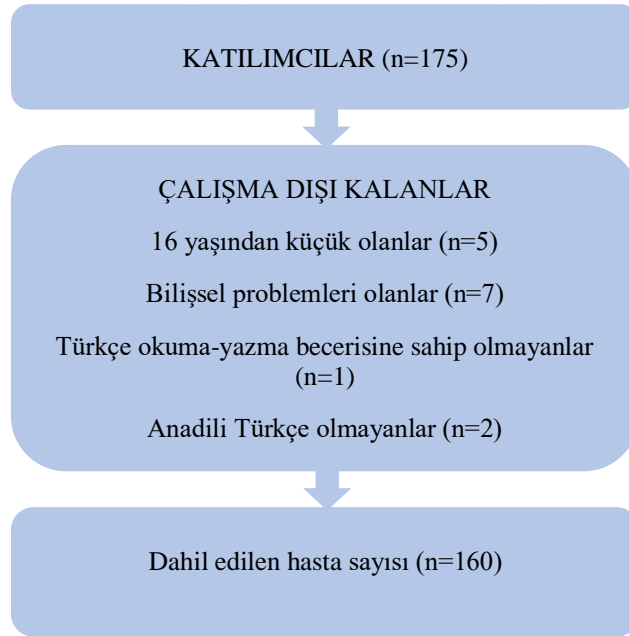 KATILIMCILAR (n=175)
ÇALIŞMA DIŞI KALANLAR
16 yaşından küçük olanlar (n=5)
Bilişsel problemleri olanlar (n=7)
Türkçe okuma-yazma becerisine sahip olmayanlar
(n=1)
Anadili Türkçe olmayanlar (n=2)
Dahil edilen hasta sayısı (n=160)